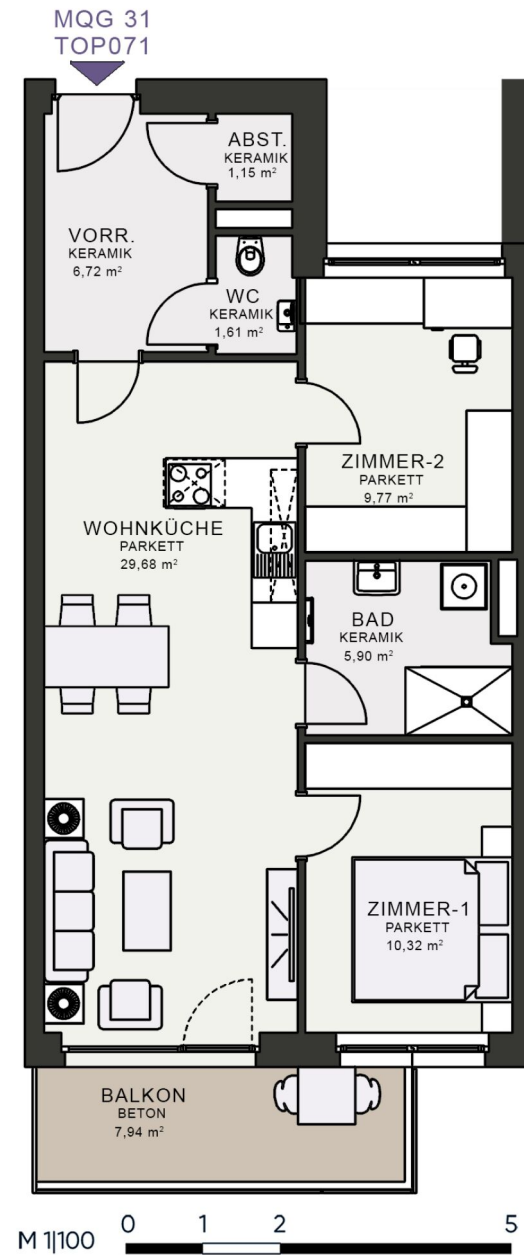 MQG 31
TOP071
ABST.
KERAMIK
1,15 m²
VORR.
KERAMIK
6,72 m²
WC
KERAMIK
1,61 m²
ZIMMER-2
PARKETT
9,77 m²
WOHNKÜCHE
PARKETT
29,68 m²
BAD
KERAMIK
5,90 m²
ZIMMER-1
PARKETT
10,32 m²
BALKON
BETON
7,94 m²
M 1|100
0 1 2 5